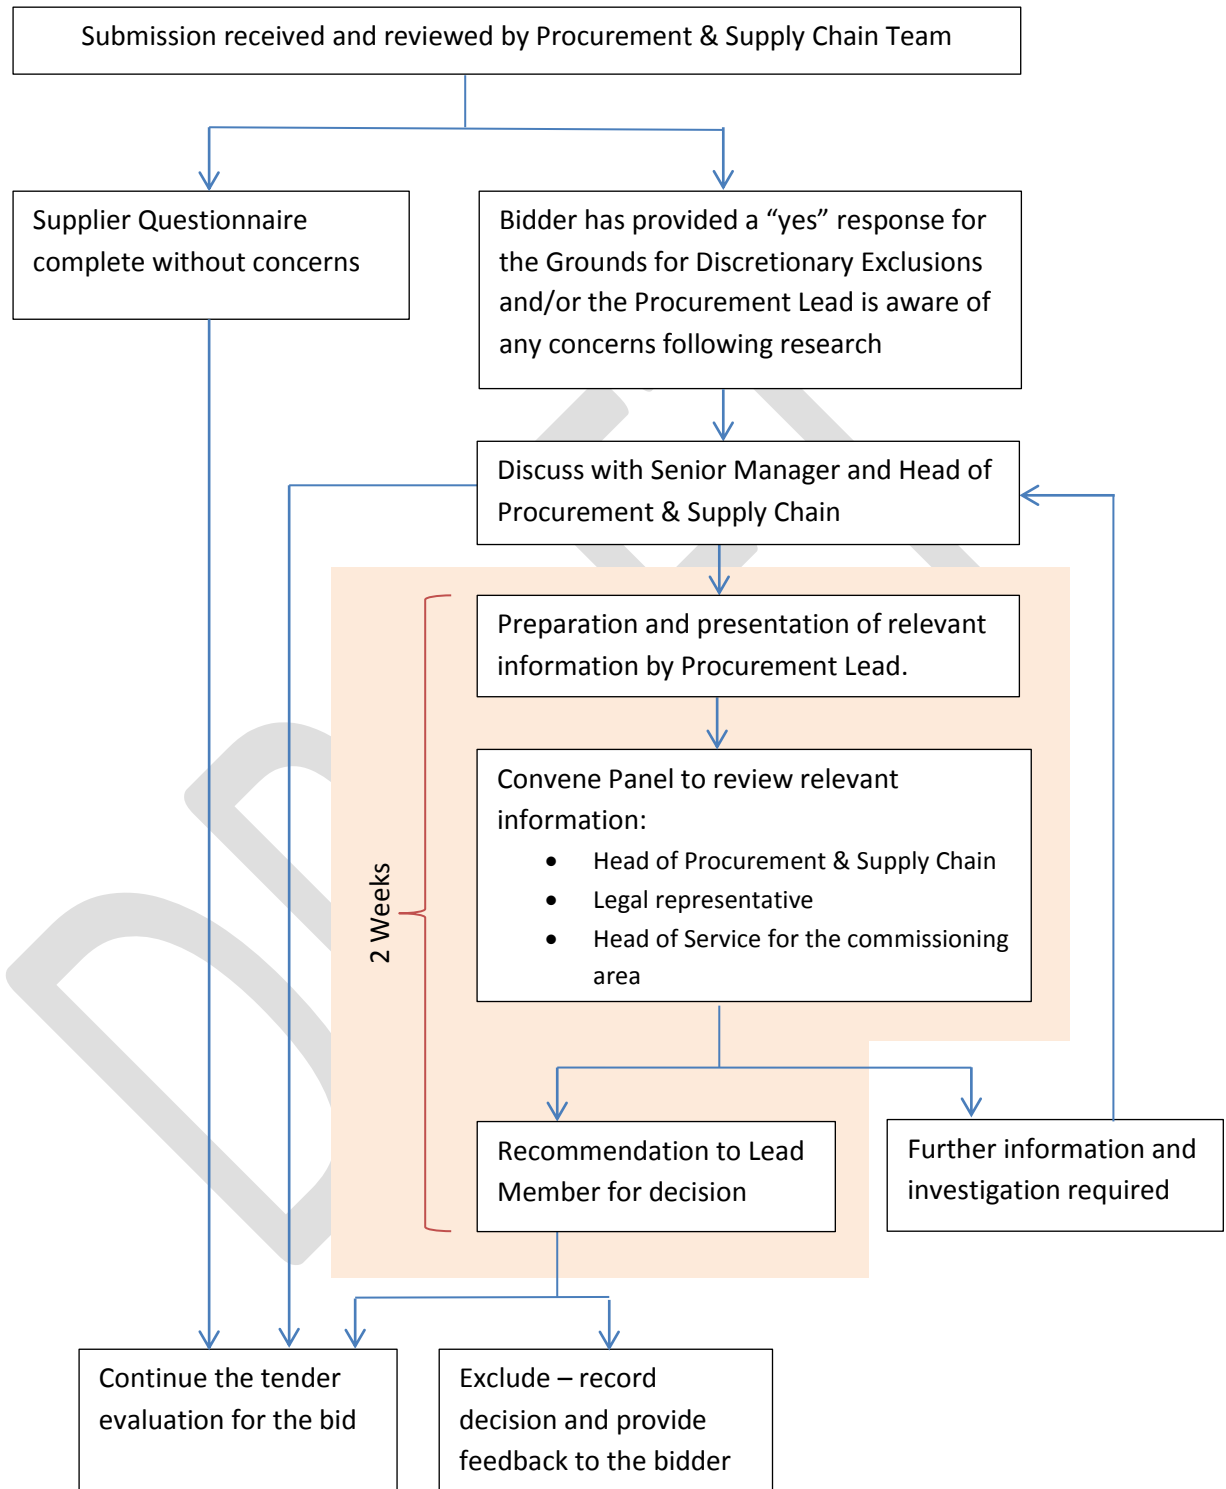 Submission received and reviewed by Procurement & Supply Chain Team
Supplier Questionnaire
complete without concerns
Bidder has provided a “yes” response for
the Grounds for Discretionary Exclusions
and/or the Procurement Lead is aware of
any concerns following research
Discuss with Senior Manager and Head of
Procurement & Supply Chain
Preparation and presentation of relevant
information by Procurement Lead.
Convene Panel to review relevant
information:
• Head of Procurement & Supply Chain
• Legal representative
• Head of Service for the commissioning
area
2 Weeks
Recommendation to Lead
Member for decision
Further information and
investigation required
Continue the tender
evaluation for the bid
Exclude – record
decision and provide
feedback to the bidder